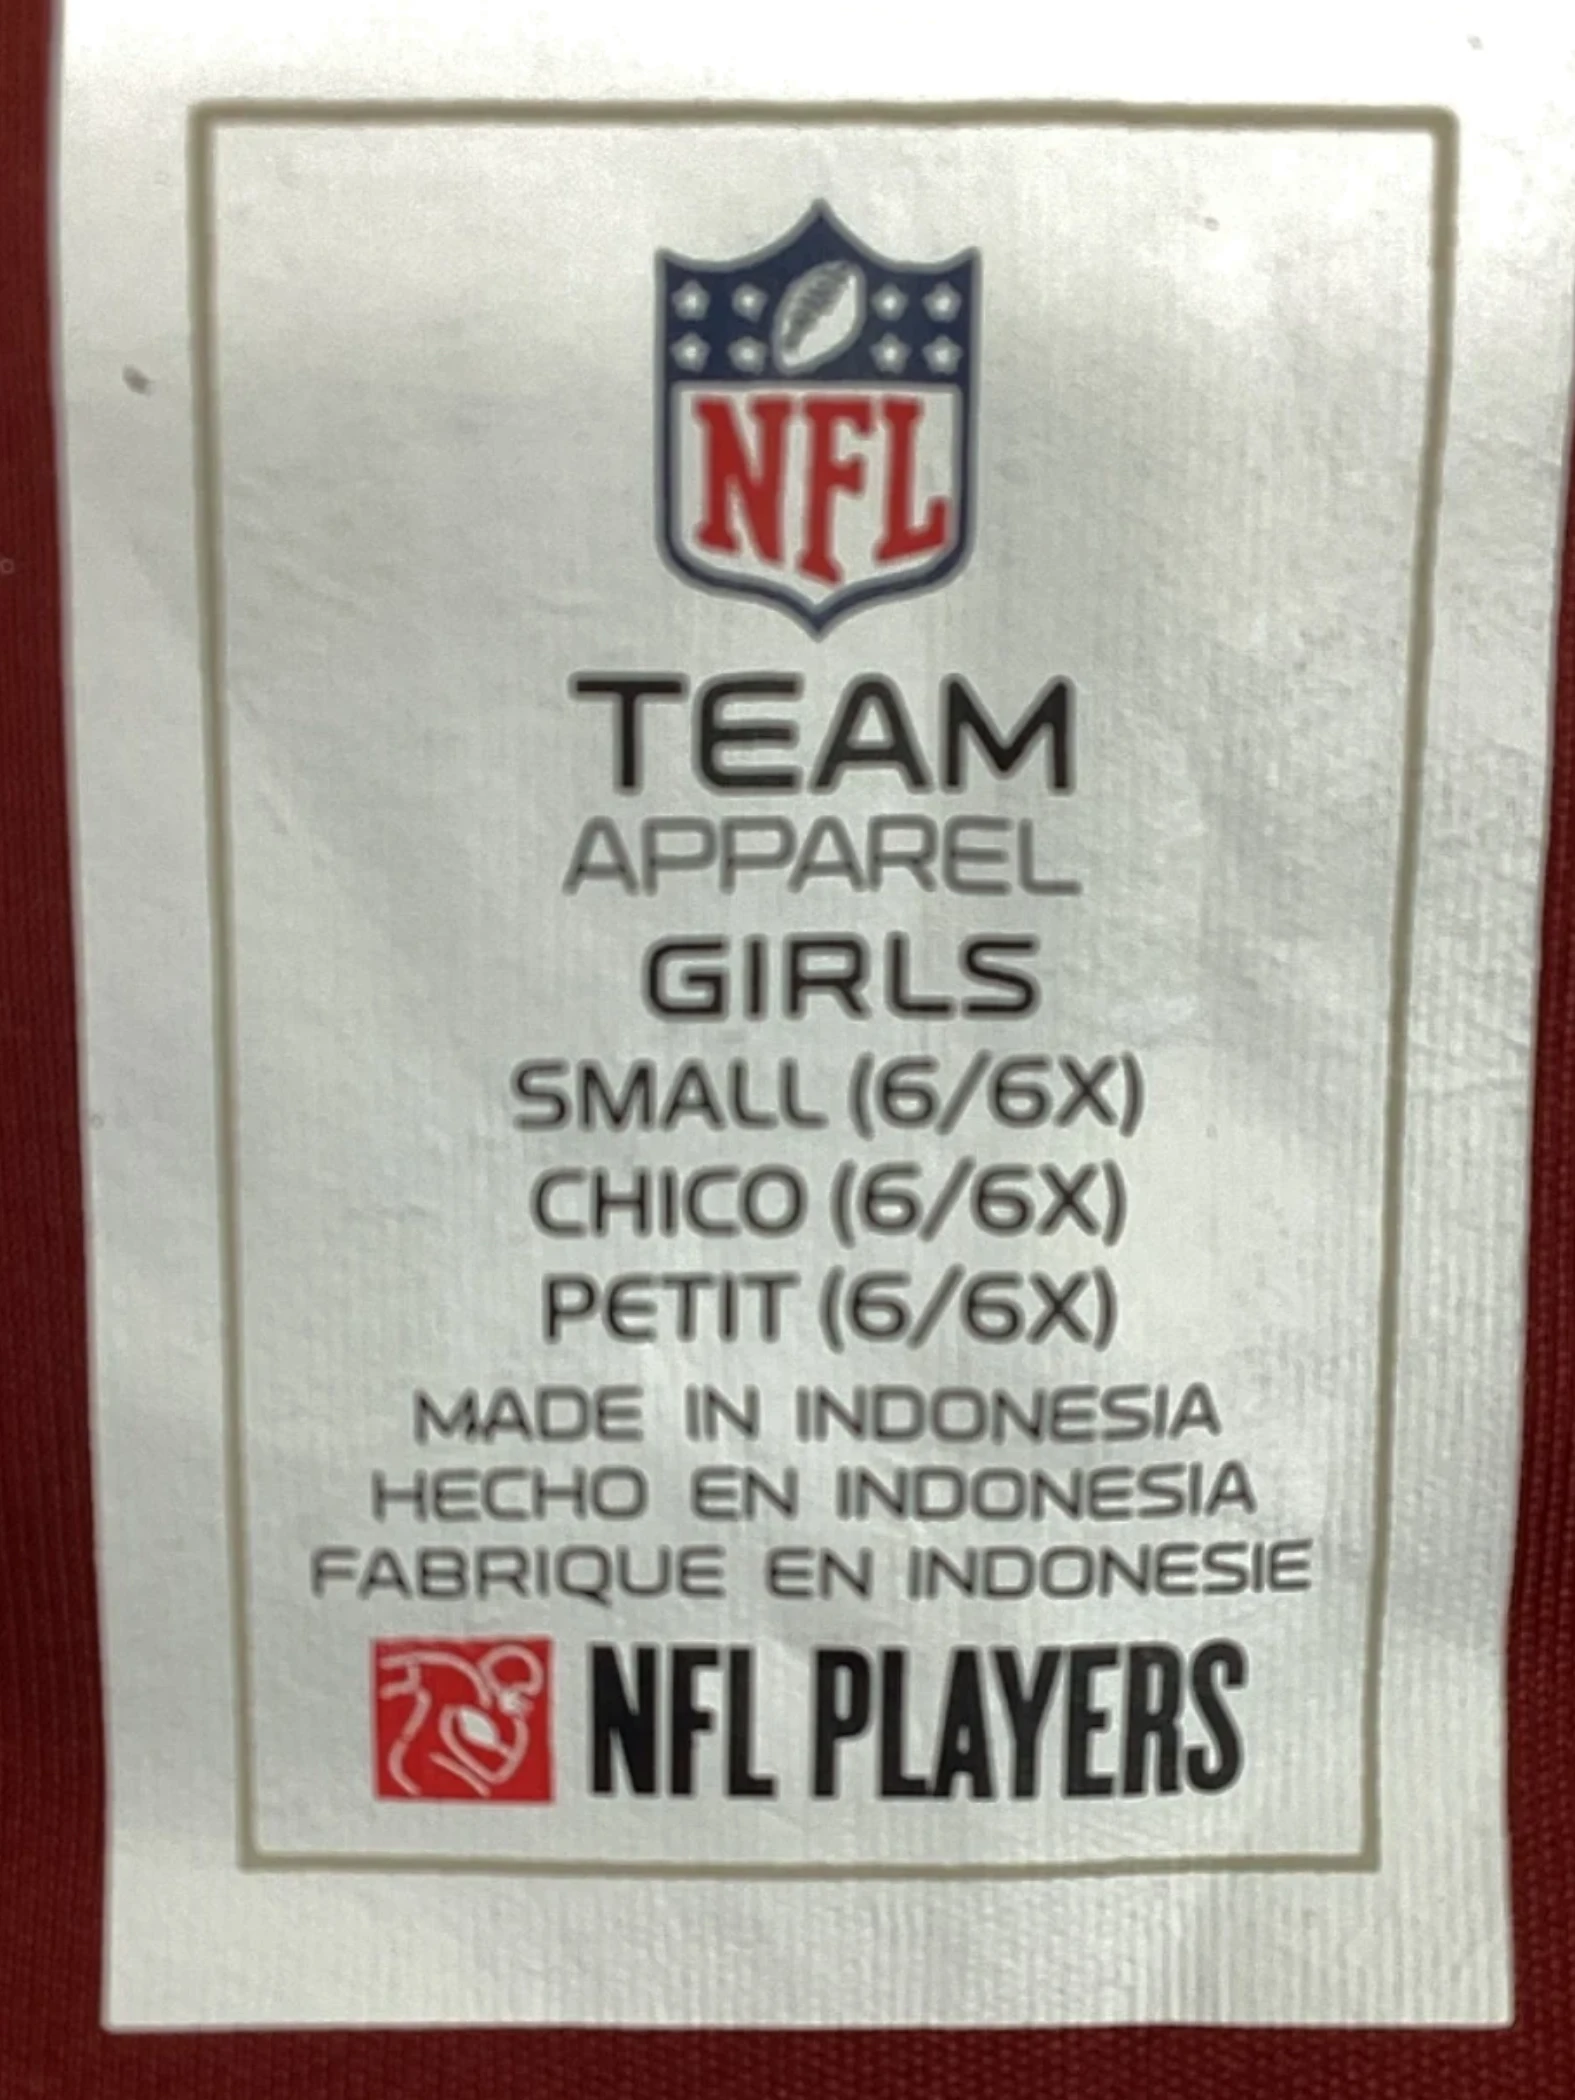 NFL
TEAM
APPAREL
GIRLS
SMALL (6/6X)
CHICO (6/6X)
PETIT (6/6X)
MADE IN INDONESIA
HECHO EN INDONESIA
FABRIQUE EN INDONESIE
NFL PLAYERS